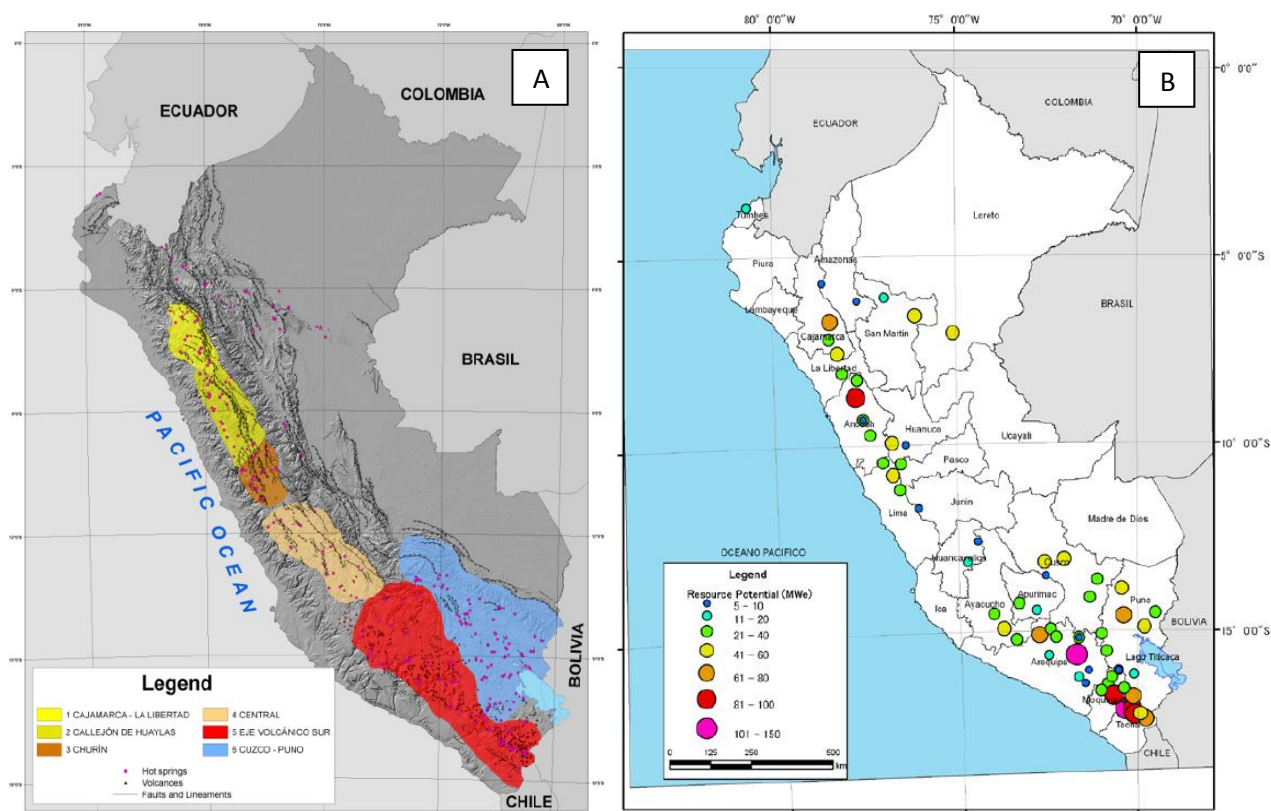 A
ECUADOR
COLOMBIA
BRASIL
PACIFIC OCEAN
BOLIVIA
CHILE
Legend
1 CAJAMARCA - LA LIBERTAD
2 CALLEJÓN DE HUAYLAS
3 CHURÍN
4 CENTRAL
5 EJE VOLCÁNICO SUR
6 CUZCO - PUNO
Hot springs
Volcanoes
Faults and Lineaments
80° 0'0"W
75° 0'0"W
70° 0'0"W
B
0° 0'0"
COLOMBIA
ECUADOR
Tumbes
Loreto
Piura
Amazonas
5° 0'0"S
BRASIL
Lambayeque
San Martin
Cajamarca
La Libertad
Ancash
Huanuco
Ucayali
10° 0'0"S
Pasco
Junin
Lima
Madre de Dios
OCEANO PACIFICO
Huancavelica
Cusco
Ica
Ayacucho
Apurimac
Puno
BOLIVIA
15° 0'0"S
Arequipa
Lago Titicaca
Moquegua
Tacna
CHILE
Legend
Resource Potential (MWe)
5 - 10
11 - 20
21 - 40
41 - 60
61 - 80
81 - 100
101 - 150
0 125 250 500
km